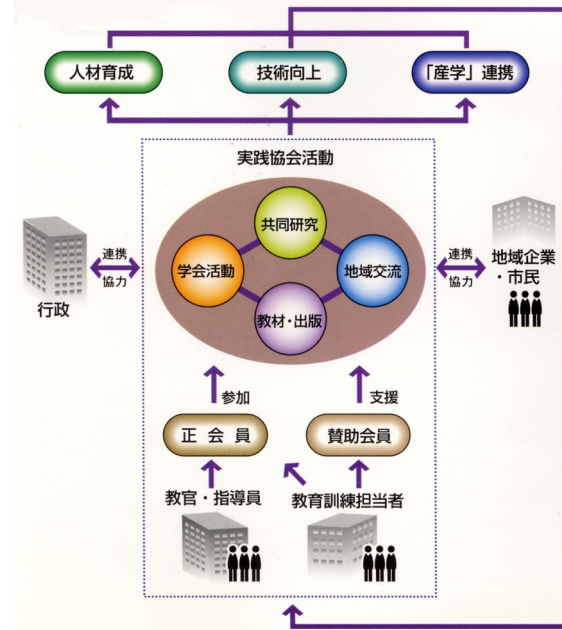 人材育成
技術向上
「産学」連携
実践協会活動
共同研究
学会活動
地域交流
教材・出版
行政
連携
協力
連携
協力
地域企業
・市民
参加
支援
正会員
賛助会員
教官・指導員
教育訓練担当者